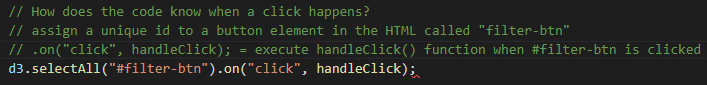 // How does the code know when a click happens?
// assign a unique id to a button element in the HTML called "filter-btn"
// .on("click", handleClick); = execute handleClick() function when #filter-btn is clicked
d3.selectAll("#filter-btn").on("click", handleClick);